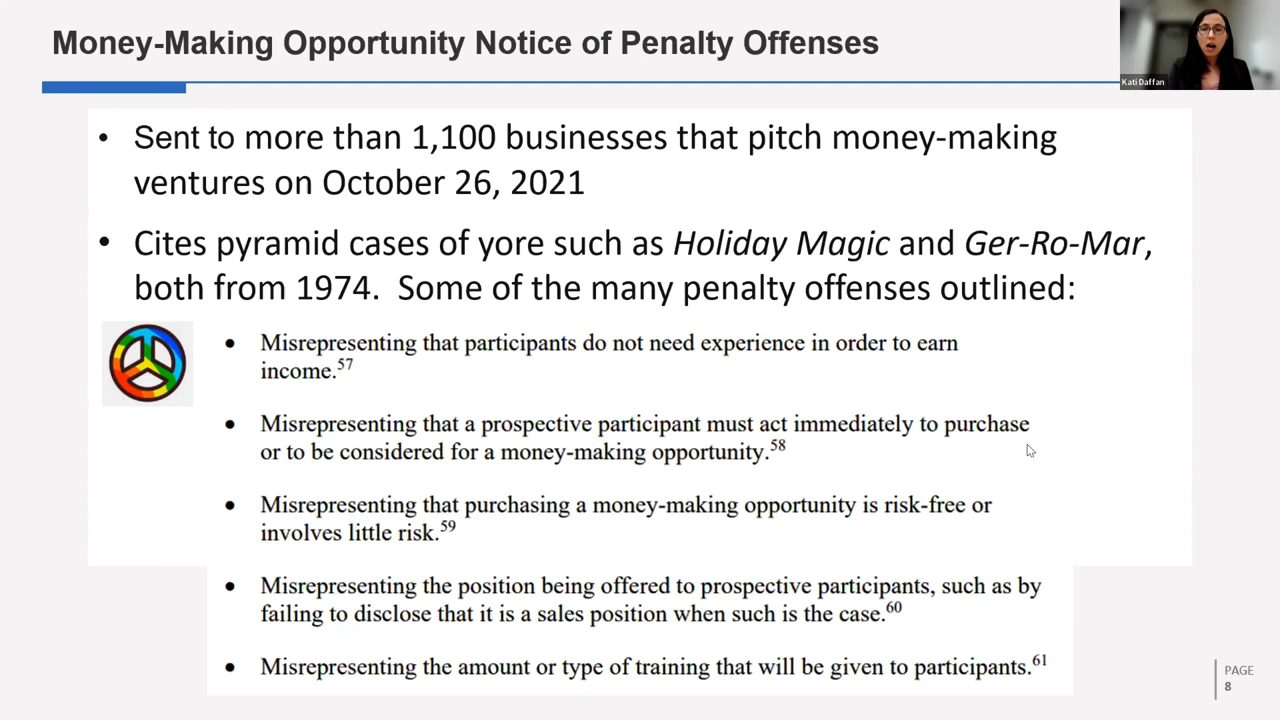 Money-Making Opportunity Notice of Penalty Offenses
Kati Daffan
• Sent to more than 1,100 businesses that pitch money-making
ventures on October 26, 2021
• Cites pyramid cases of yore such as Holiday Magic and Ger-Ro-Mar,
both from 1974.  Some of the many penalty offenses outlined:
• Misrepresenting that participants do not need experience in order to earn
income.57
• Misrepresenting that a prospective participant must act immediately to purchase
or to be considered for a money-making opportunity.58
• Misrepresenting that purchasing a money-making opportunity is risk-free or
involves little risk.59
• Misrepresenting the position being offered to prospective participants, such as by
failing to disclose that it is a sales position when such is the case.60
• Misrepresenting the amount or type of training that will be given to participants.61
PAGE
8